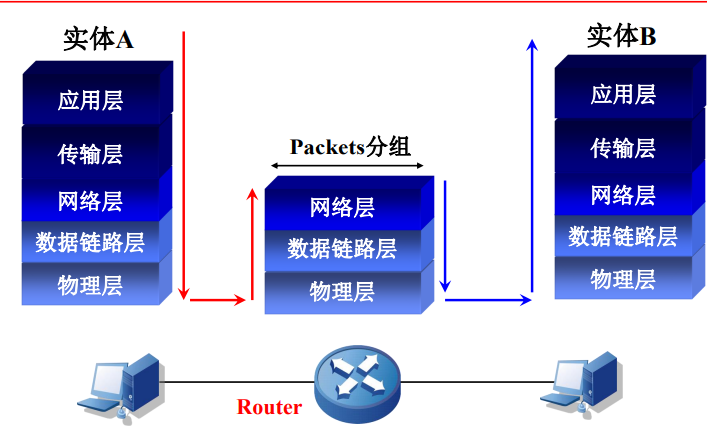 实体A
应用层
传输层
网络层
数据链路层
物理层
Packets分组
网络层
数据链路层
物理层
实体B
应用层
传输层
网络层
数据链路层
物理层
Router